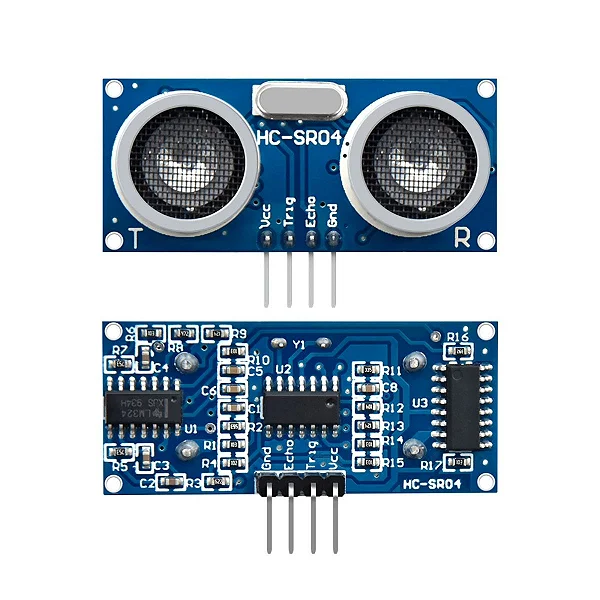 HC-SR04
Vcc
Trig
Echo
Gnd
T
R
R6
R7
R8
R9
R10
C4
C5
Y1
R16
U2
C6
C1
R2
R11
C8
R12
R13
R14
R15
U3
LM324
XUS 934H
U1
R1
R4
R5
C3
C2
R3
Gnd
Echo
Trig
Vcc
R17
HC-SR04